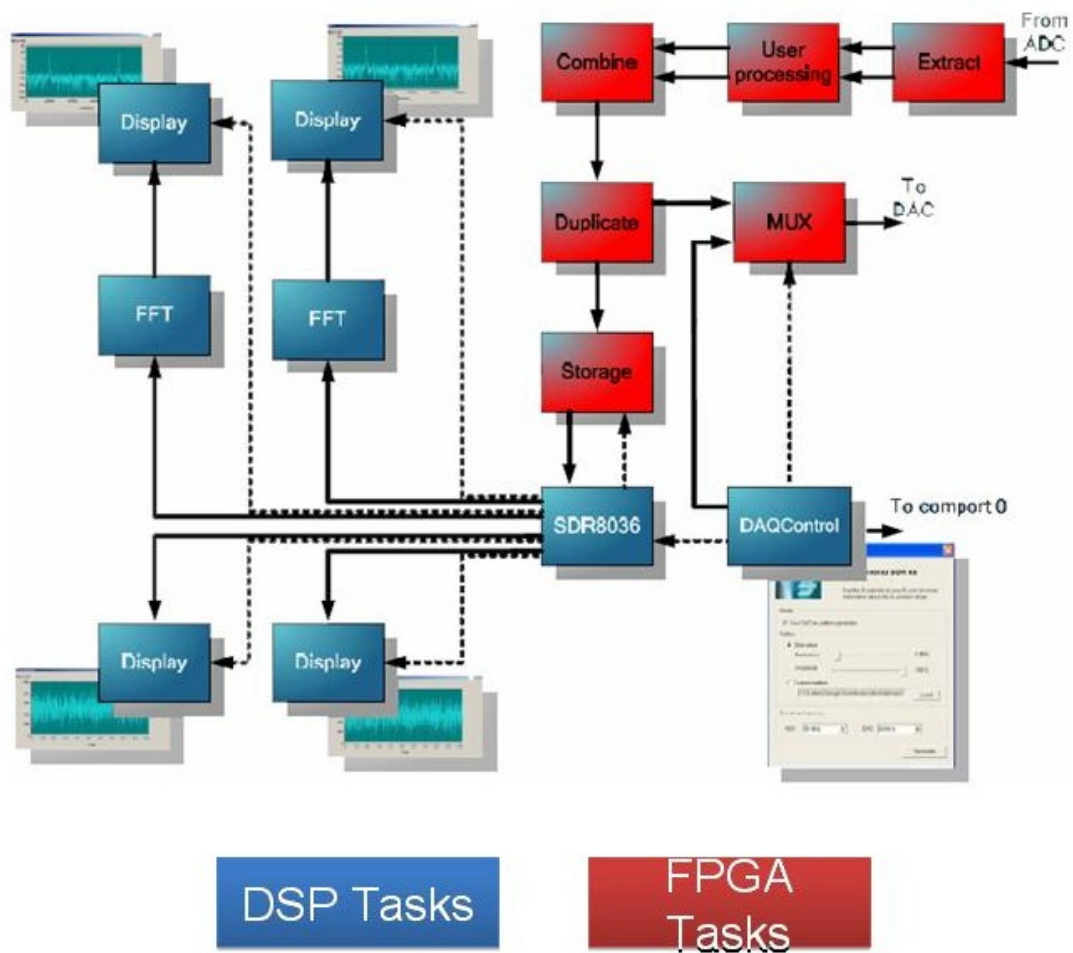 From
ADC
Combine
User
processing
Extract
Display
Display
To
DAC
Duplicate
MUX
FFT
FFT
Storage
SDR8036
DAQControl
To comport 0
Display
Display
DSP Tasks
FPGA
Tasks